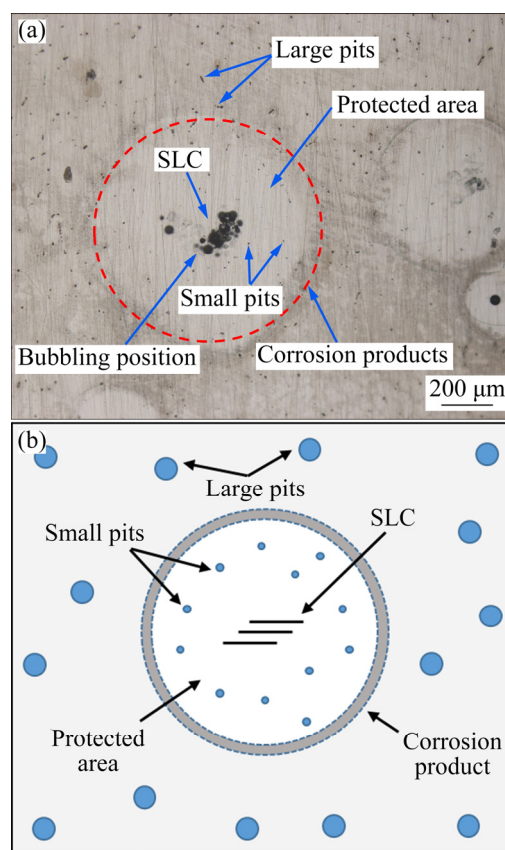 (a)
Large pits
Protected area
SLC
Small pits
Bubbling position
Corrosion products
200 μm
(b)
Large pits
Small pits
SLC
Protected
area
Corrosion
product